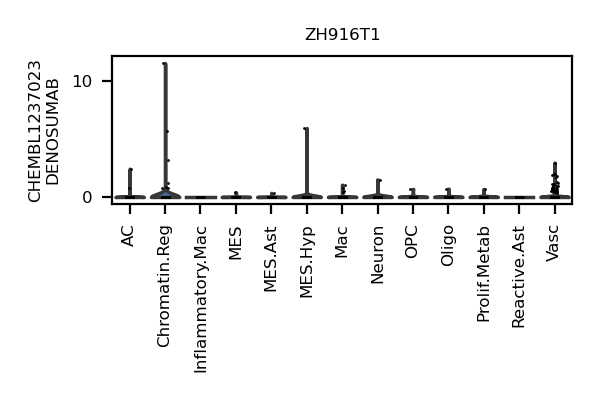 ZH916T1
CHEMBL1237023
DENOSUMAB
10
0
AC
Chromatin.Reg
Inflammatory.Mac
MES
MES.Ast
MES.Hyp
Mac
Neuron
OPC
Oligo
Prolif.Metab
Reactive.Ast
Vasc